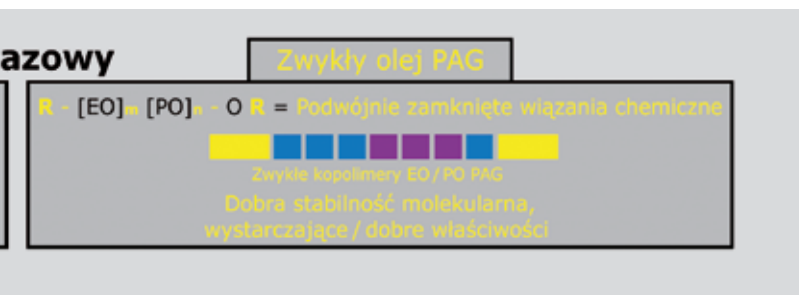 azowy
Zwykły olej PAG
R - [EO]m [PO]n - O R = Podwójnie zamknięte wiązania chemiczne
Zwykłe kopolimery EO / PO PAG
Dobra stabilność molekularna,
wystarczające / dobre właściwości